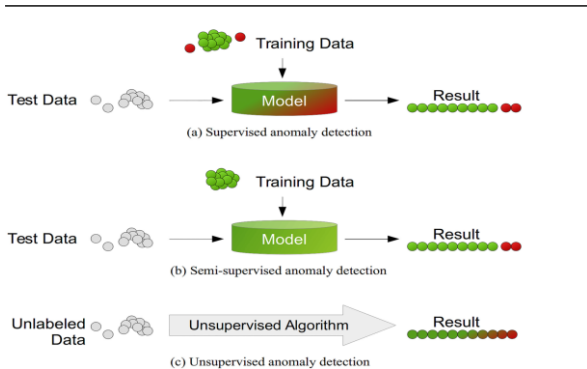 Training Data
Test Data
Model
Result
(a) Supervised anomaly detection
Training Data
Test Data
Model
Result
(b) Semi-supervised anomaly detection
Unlabeled
Data
Unsupervised Algorithm
Result
(c) Unsupervised anomaly detection